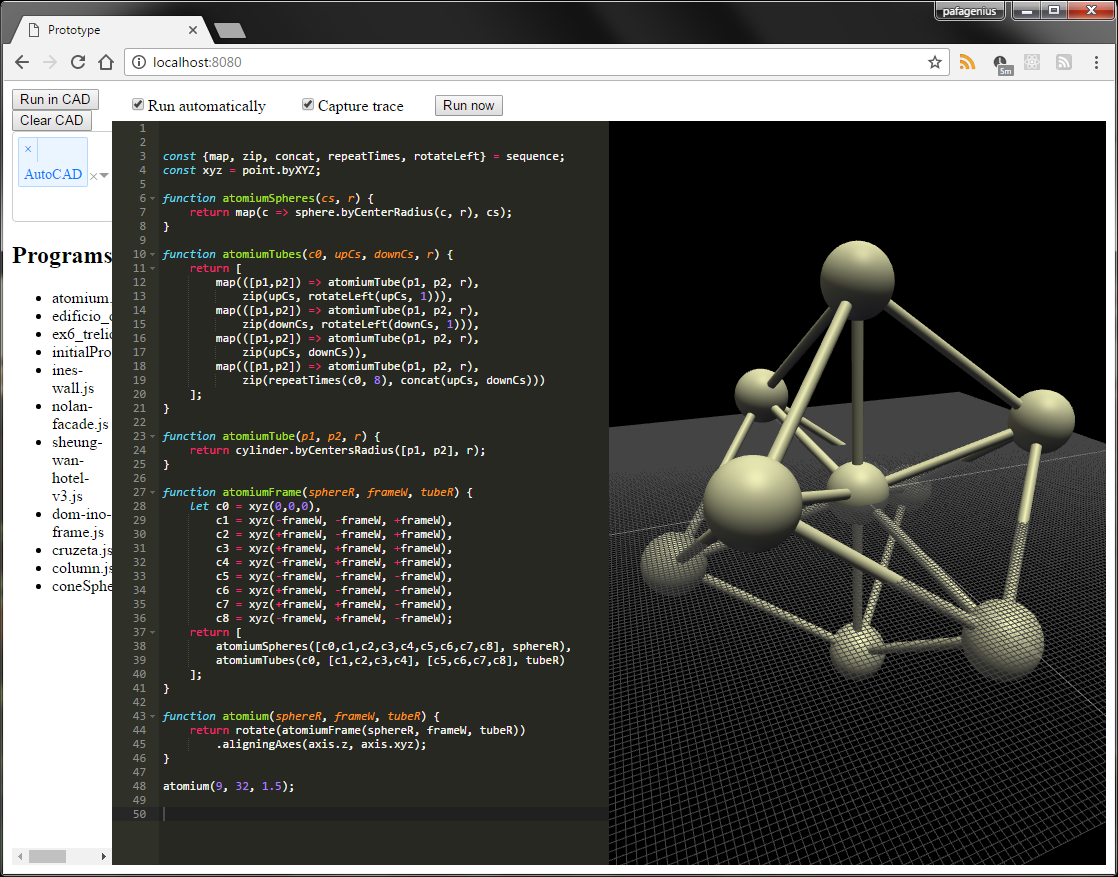 pafagenius
Prototype
localhost:8080
5m
Run in CAD
Clear CAD
Run automatically
Capture trace
Run now
×
AutoCAD
×
Programs
atomium.
edificio_c
ex6_trelic
initialPro
ines-
wall.js
nolan-
facade.js
sheung-
wan-
hotel-
v3.js
dom-ino-
frame.js
cruzeta.js
column.js
coneSphe
1
2
3 const {map, zip, concat, repeatTimes, rotateLeft} = sequence;
4 const xyz = point.byXYZ;
5
6 function atomiumSpheres(cs, r) {
7     return map(c => sphere.byCenterRadius(c, r), cs);
8 }
9
10 function atomiumTubes(c0, upCs, downCs, r) {
11     return [
12         map(([p1,p2]) => atomiumTube(p1, p2, r),
13             zip(upCs, rotateLeft(upCs, 1))),
14         map(([p1,p2]) => atomiumTube(p1, p2, r),
15             zip(downCs, rotateLeft(downCs, 1))),
16         map(([p1,p2]) => atomiumTube(p1, p2, r),
17             zip(upCs, downCs)),
18         map(([p1,p2]) => atomiumTube(p1, p2, r),
19             zip(repeatTimes(c0, 8), concat(upCs, downCs)))
20     ];
21 }
22
23 function atomiumTube(p1, p2, r) {
24     return cylinder.byCentersRadius([p1, p2], r);
25 }
26
27 function atomiumFrame(sphereR, frameW, tubeR) {
28     let c0 = xyz(0,0,0),
29         c1 = xyz(-frameW, -frameW, +frameW),
30         c2 = xyz(+frameW, -frameW, +frameW),
31         c3 = xyz(+frameW, +frameW, +frameW),
32         c4 = xyz(-frameW, +frameW, +frameW),
33         c5 = xyz(-frameW, -frameW, -frameW),
34         c6 = xyz(+frameW, -frameW, -frameW),
35         c7 = xyz(+frameW, +frameW, -frameW),
36         c8 = xyz(-frameW, +frameW, -frameW);
37     return [
38         atomiumSpheres([c0,c1,c2,c3,c4,c5,c6,c7,c8], sphereR),
39         atomiumTubes(c0, [c1,c2,c3,c4], [c5,c6,c7,c8], tubeR)
40     ];
41 }
42
43 function atomium(sphereR, frameW, tubeR) {
44     return rotate(atomiumFrame(sphereR, frameW, tubeR))
45         .aligningAxes(axis.z, axis.xyz);
46 }
47
48 atomium(9, 32, 1.5);
49
50